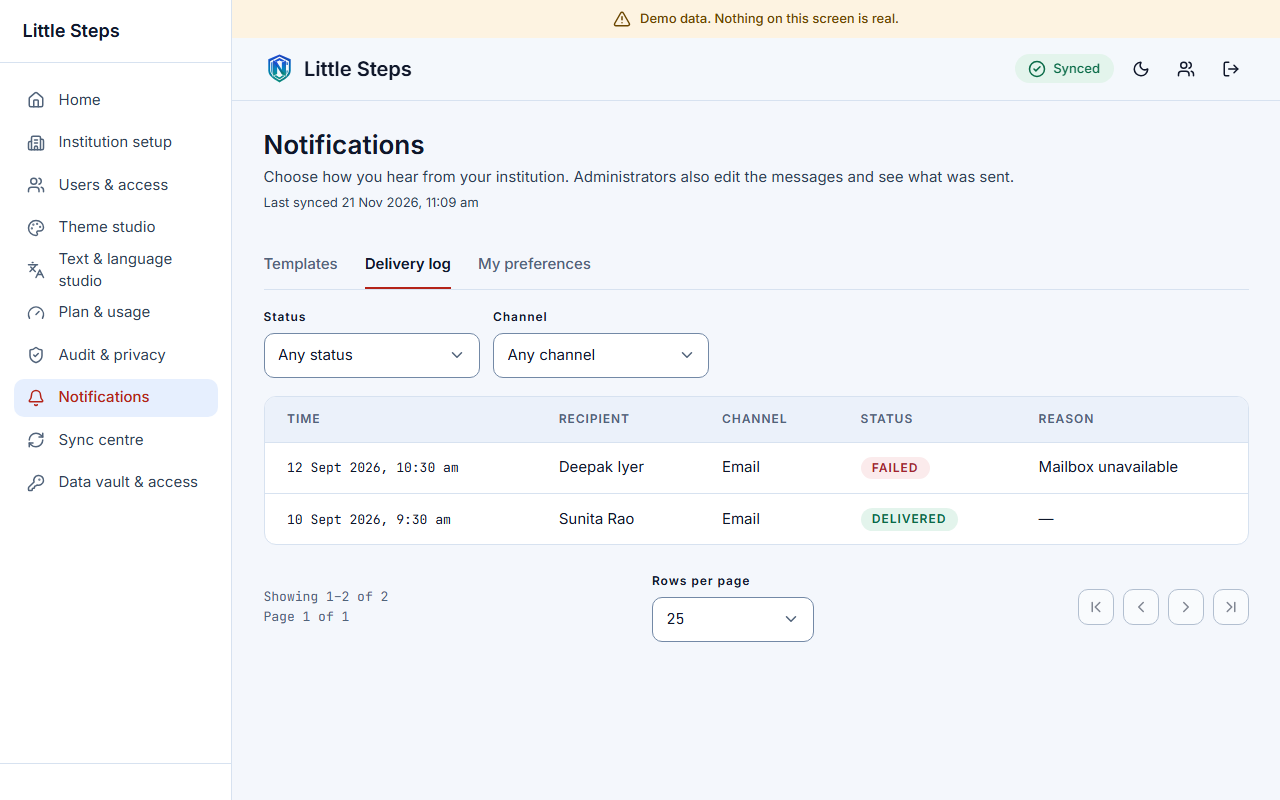 Little Steps
Home
Institution setup
Users & access
Theme studio
Text & language
studio
Plan & usage
Audit & privacy
Notifications
Sync centre
Data vault & access
Demo data. Nothing on this screen is real.
Little Steps
Synced
Notifications
Choose how you hear from your institution. Administrators also edit the messages and see what was sent.
Last synced 21 Nov 2026, 11:09 am
Templates Delivery log My preferences
Status Channel
Any status Any channel
TIME RECIPIENT CHANNEL STATUS REASON
12 Sept 2026, 10:30 am Deepak Iyer Email FAILED Mailbox unavailable
10 Sept 2026, 9:30 am Sunita Rao Email DELIVERED —
Showing 1–2 of 2
Page 1 of 1
Rows per page
25